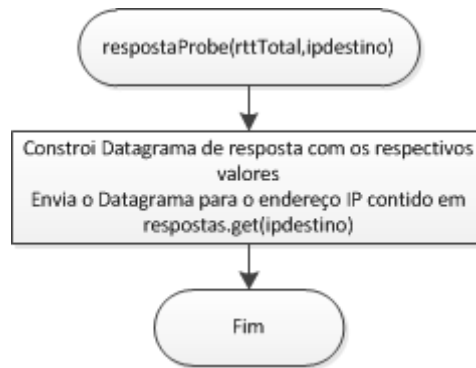 respostaProbe(rttTotal,ipdestino)
Constroi Datagrama de resposta com os respectivos
valores
Envia o Datagrama para o endereço IP contido em
respostas.get(ipdestino)
Fim